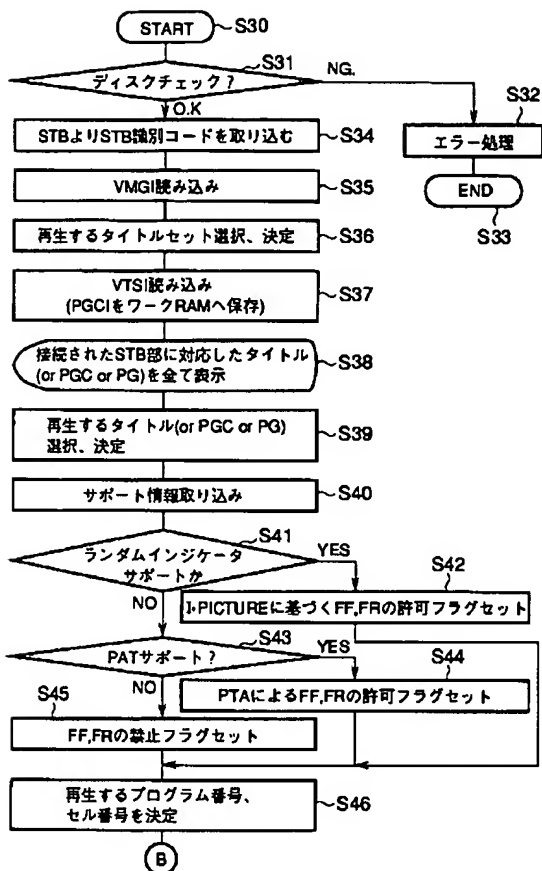 START
S30
ディスクチェック?
S31
NG.
O.K
S32
エラー処理
END
S33
STBよりSTB識別コードを取り込む
S34
VMGI読み込み
S35
再生するタイトルセット選択、決定
S36
VTSI読み込み
(PGCIをワークRAMへ保存)
S37
接続されたSTB部に対応したタイトル
(or PGC or PG)を全て表示
S38
再生するタイトル(or PGC or PG)
選択、決定
S39
サポート情報取り込み
S40
ランダムインジケータ
サポートか
S41
YES
NO
S42
I-PICTUREに基づくFF,FRの許可フラグセット
PATサポート?
S43
YES
NO
S44
PTAによるFF,FRの許可フラグセット
S45
FF,FRの禁止フラグセット
再生するプログラム番号、
セル番号を決定
S46
B